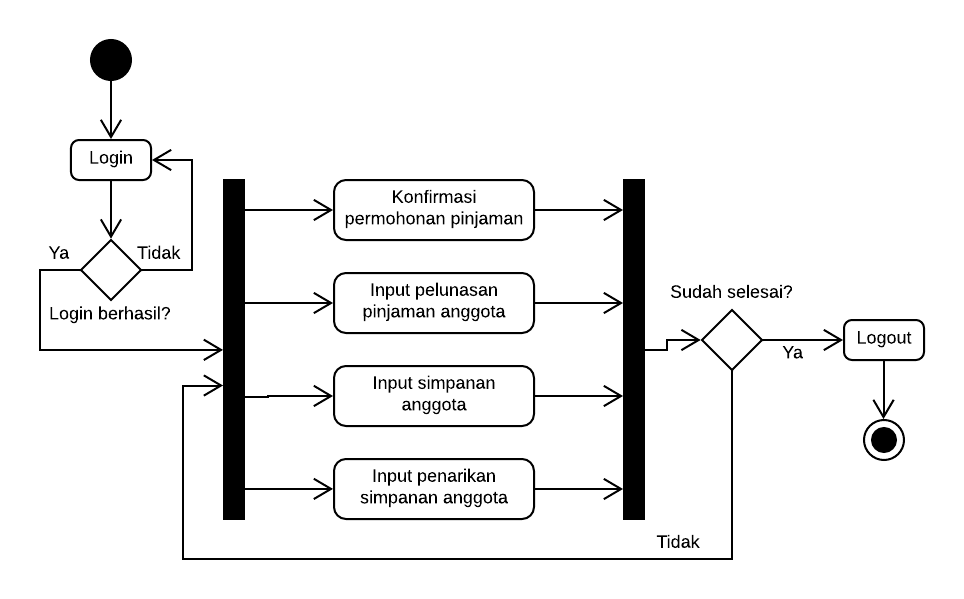 Login
Ya
Tidak
Login berhasil?
Konfirmasi
permohonan pinjaman
Input pelunasan
pinjaman anggota
Input simpanan
anggota
Input penarikan
simpanan anggota
Sudah selesai?
Ya
Tidak
Logout